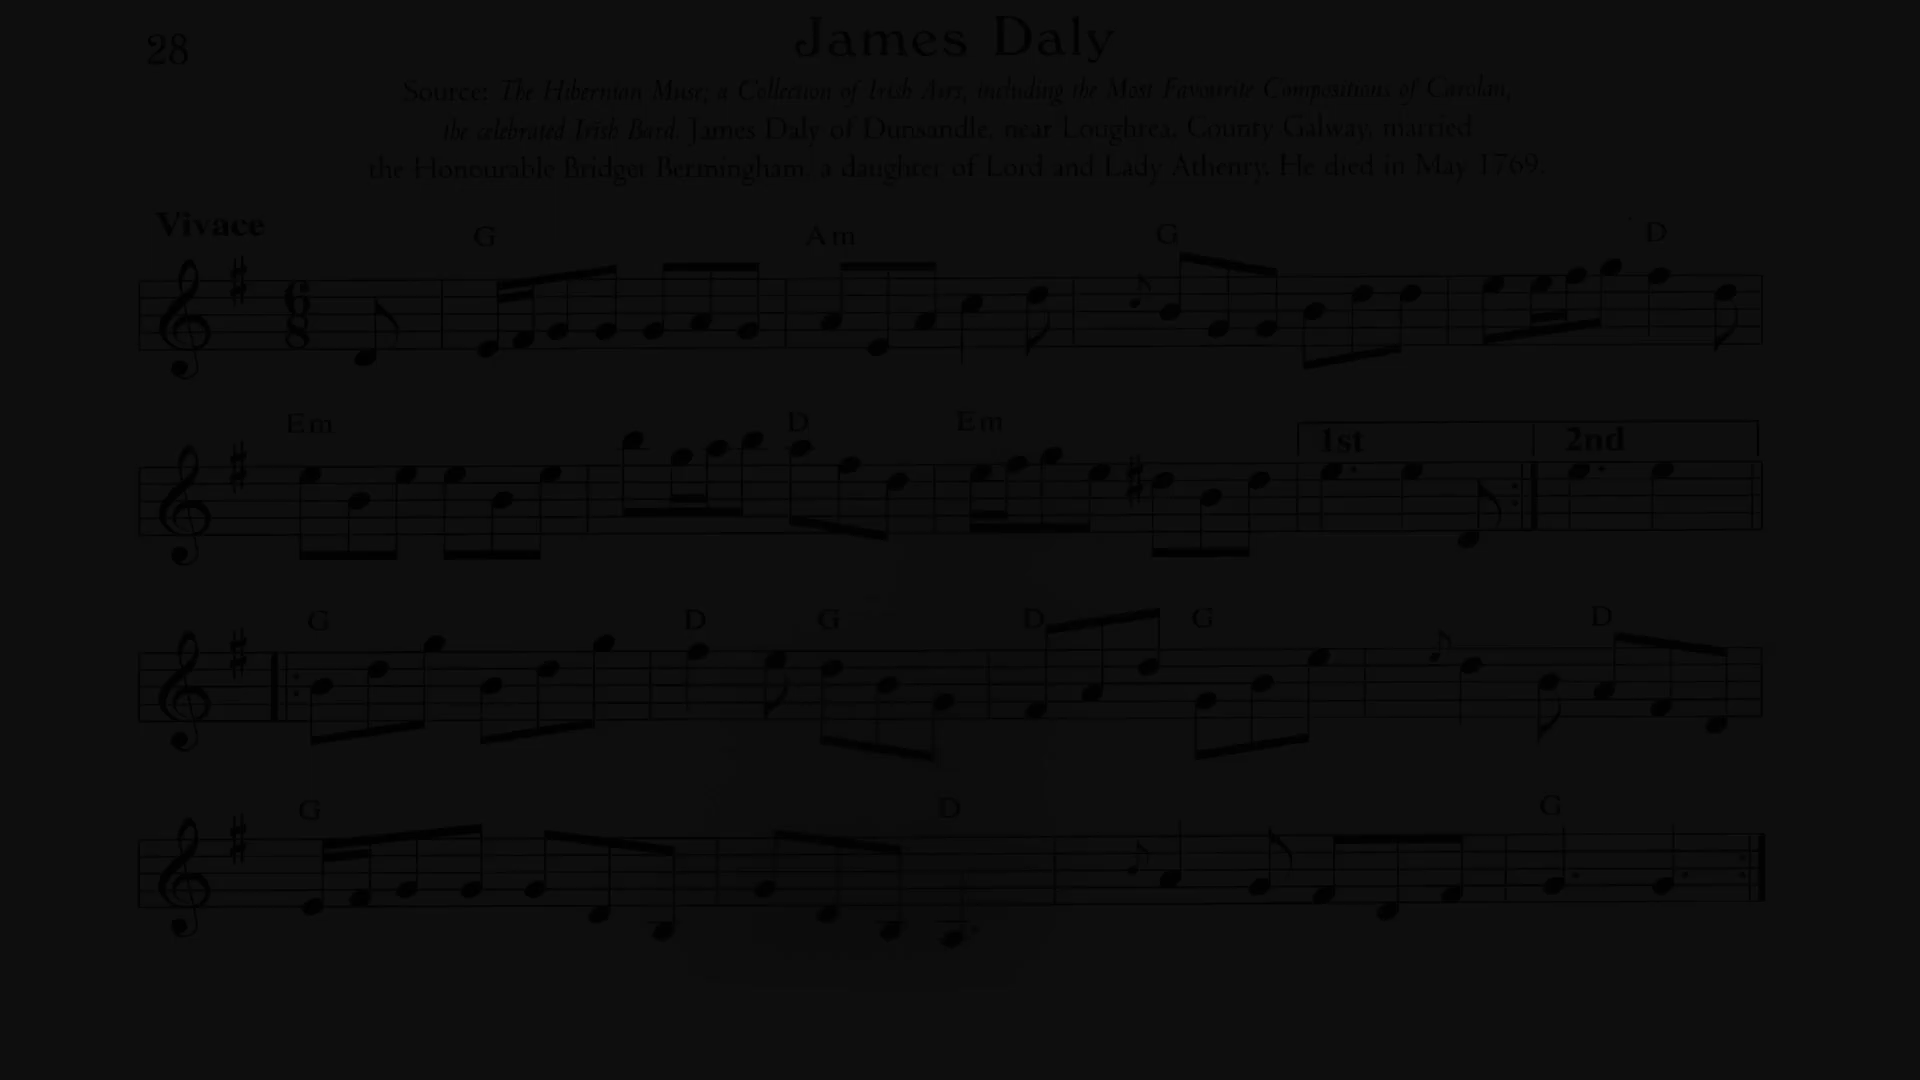 28
James Daly
Source: The Hibernian Muse; a Collection of Irish Airs, including the Most Favourite Compositions of Carolan,
the celebrated Irish Bard. James Daly of Dunsandle, near Loughrea, County Galway, married
the Honourable Bridget Bermingham, a daughter of Lord and Lady Athenry. He died in May 1769.
Vivace
G Am G D
6
8
Em D Em 1st 2nd
G D G D G D
G D G